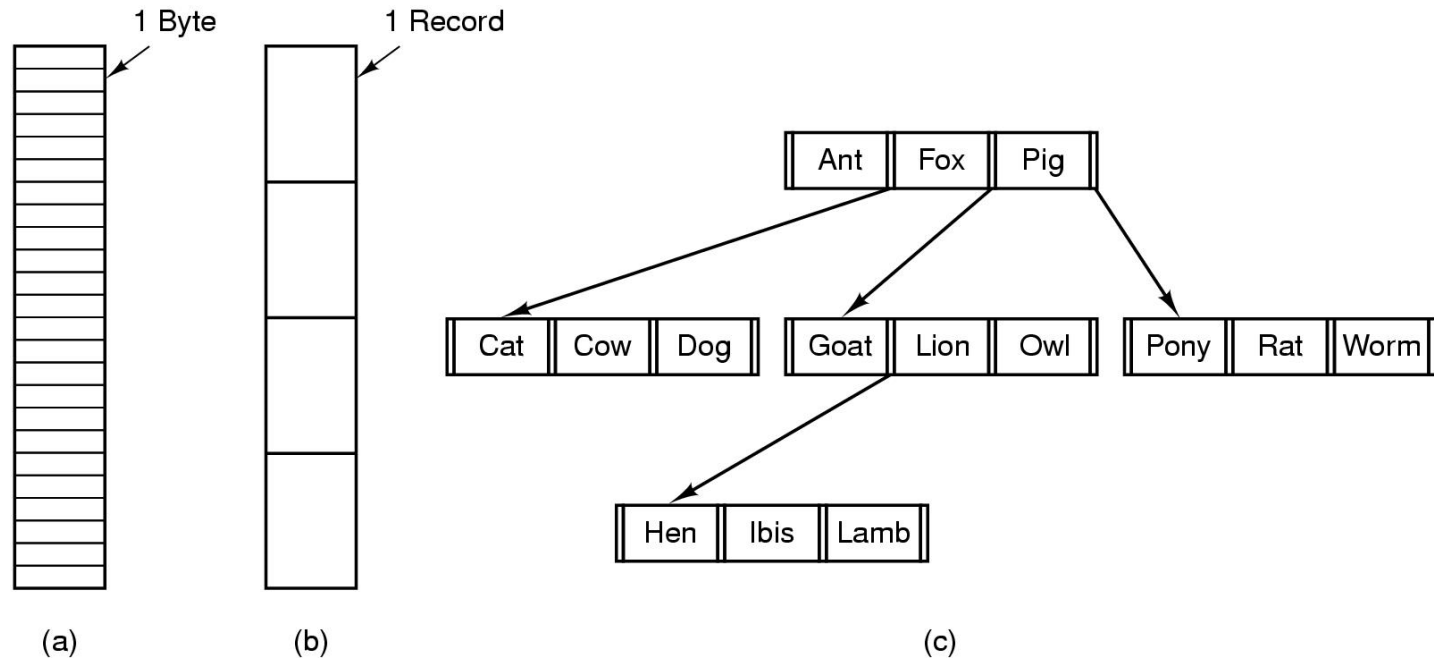 1 Byte 1 Record
Ant Fox Pig
Cat Cow Dog Goat Lion Owl Pony Rat Worm
Hen Ibis Lamb
(a) (b) (c)